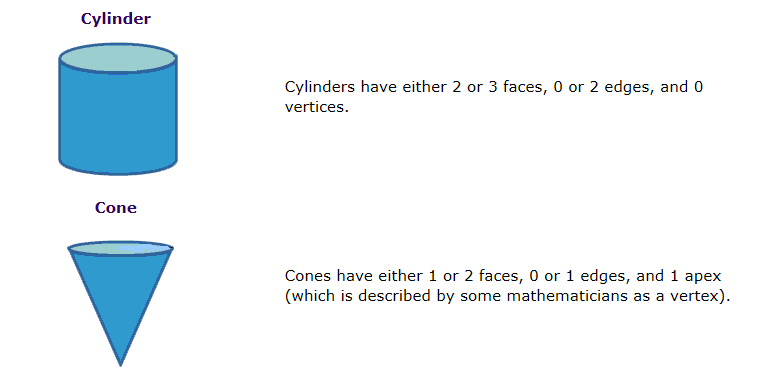 Cylinder
Cylinders have either 2 or 3 faces, 0 or 2 edges, and 0
vertices.
Cone
Cones have either 1 or 2 faces, 0 or 1 edges, and 1 apex
(which is described by some mathematicians as a vertex).